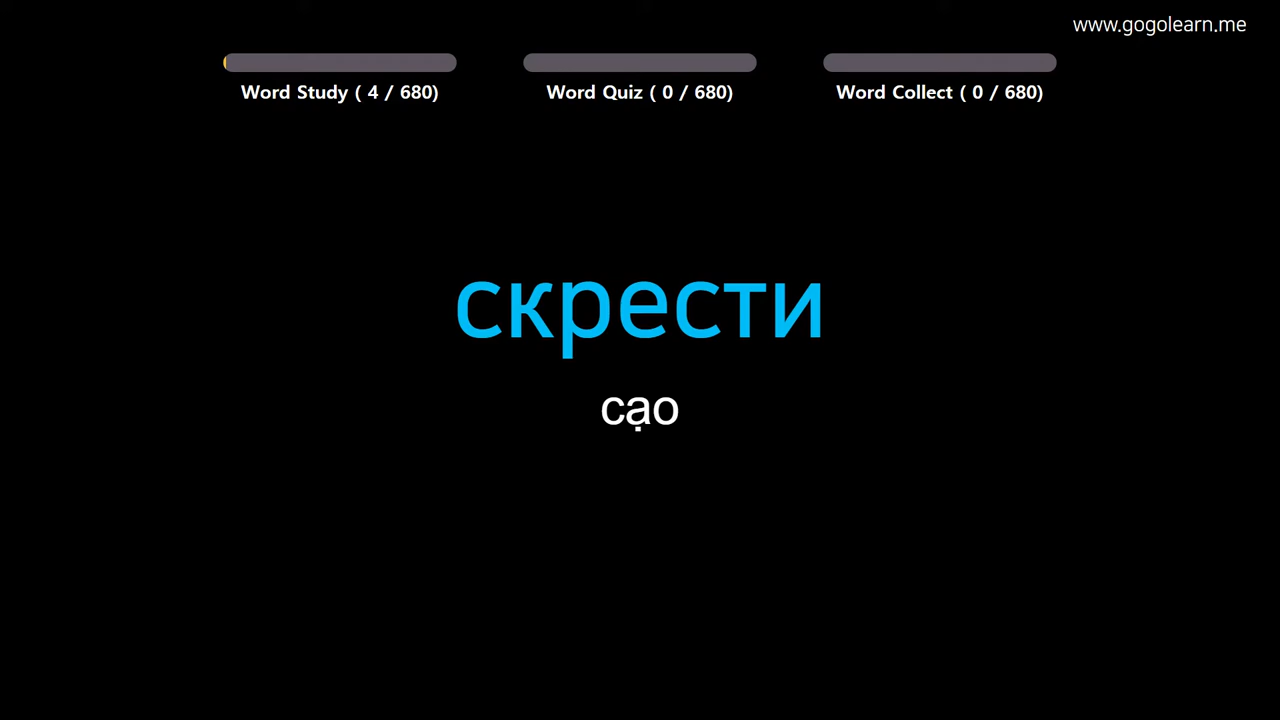 www.gogolearn.me
Word Study ( 4 / 680)
Word Quiz ( 0 / 680)
Word Collect ( 0 / 680)
скрести
cạo